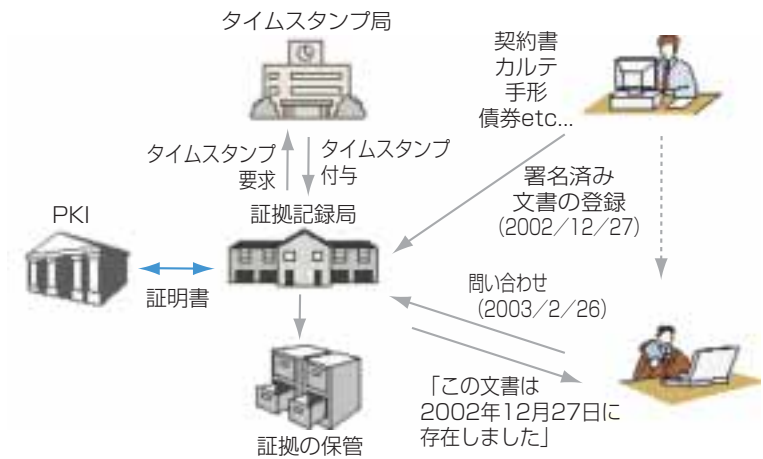 タイムスタンプ局
契約書
カルテ
手形
債券etc...
タイムスタンプ
要求
タイムスタンプ
付与
署名済み
文書の登録
(2002/12/27)
PKI
証拠記録局
証明書
問い合わせ
(2003/2/26)
「この文書は
2002年12月27日に
存在しました」
証拠の保管